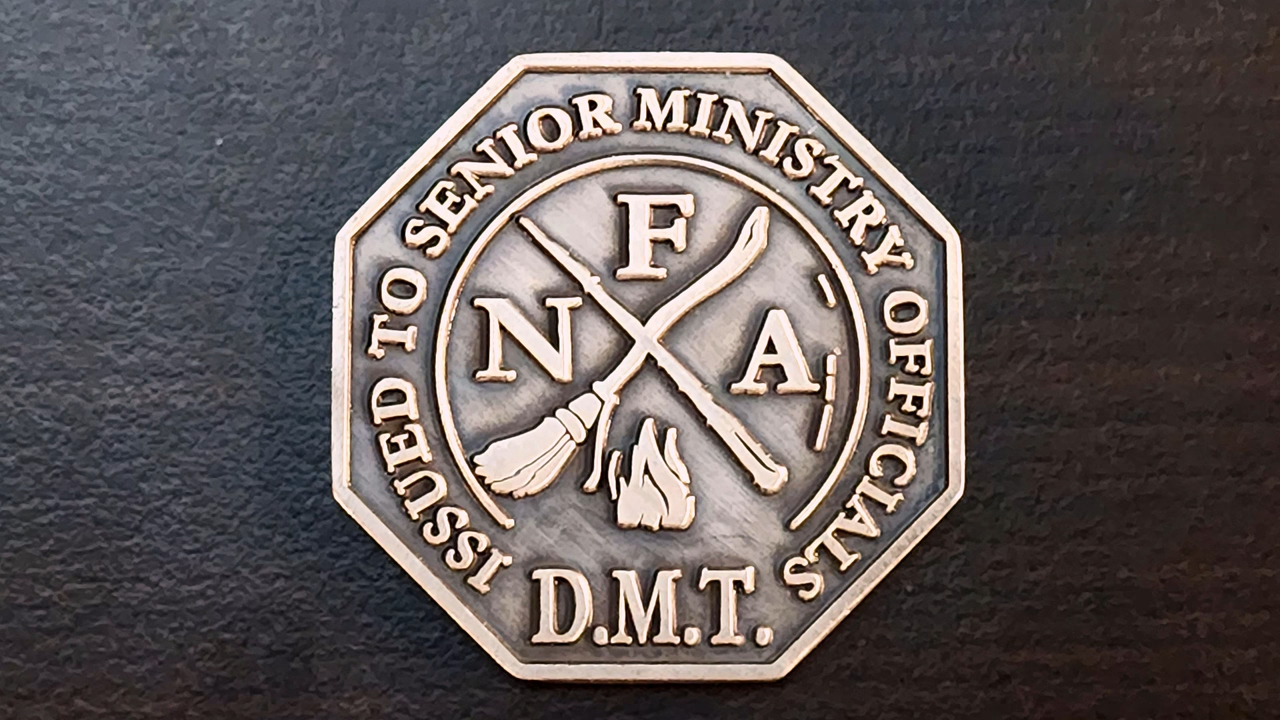 ISSUED TO SENIOR MINISTRY OFFICIALS
F
N A
D.M.T.